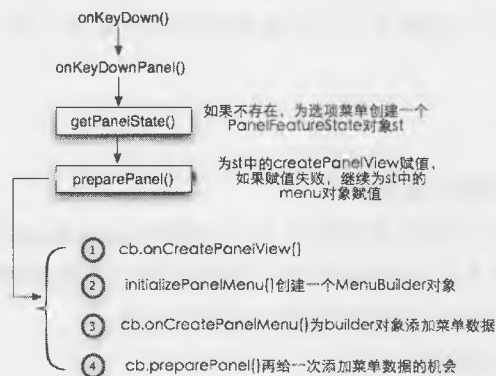 onKeyDown()
onKeyDownPanel()
getPanelState()
如果不存在，为选项菜单创建一个
PanelFeatureState对象st
preparePanel()
为st中的createPanelView赋值，
如果赋值失败，继续为st中的
menu对象赋值
1 cb.onCreatePanelView()
2 initializePanelMenu()创建一个MenuBuilder对象
3 cb.onCreatePanelMenu()为builder对象添加菜单数据
4 cb.preparePanel()再给一次添加菜单数据的机会